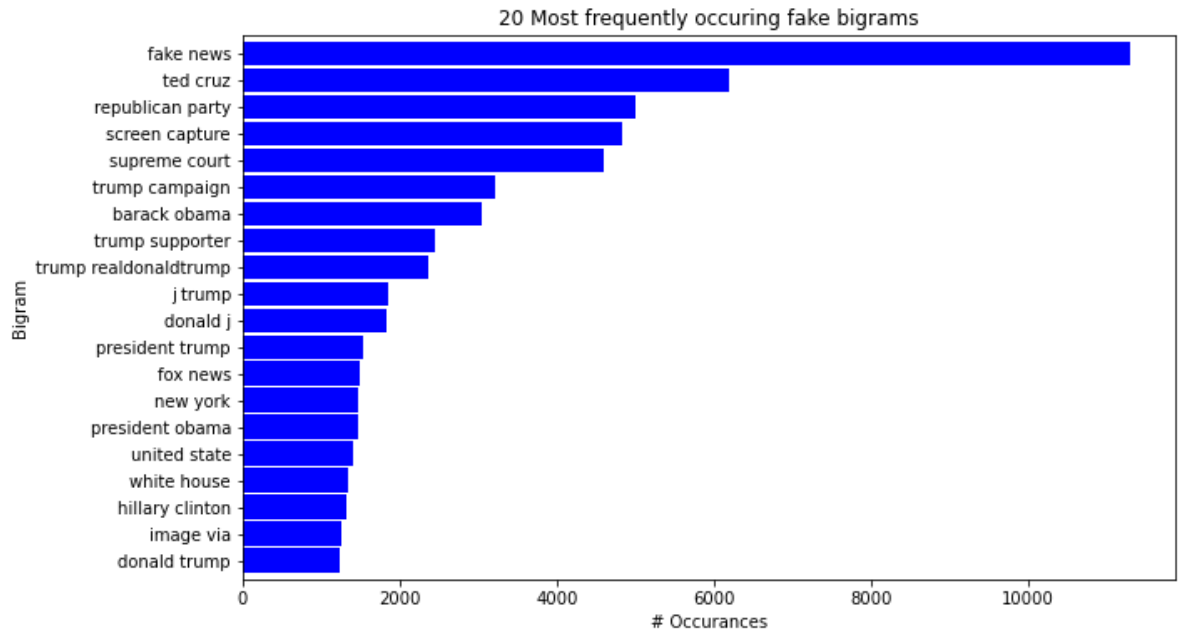 20 Most frequently occuring fake bigrams
fake news
ted cruz
republican party
screen capture
supreme court
trump campaign
barack obama
trump supporter
trump realdonaldtrump
j trump
donald j
president trump
fox news
new york
president obama
united state
white house
hillary clinton
image via
donald trump
Bigram
0 2000 4000 6000 8000 10000
# Occurances